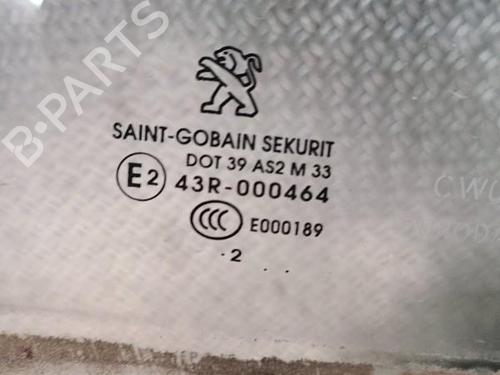 B-PARTS
SAINT-GOBAIN SEKURIT
DOT 39 AS2 M 33
E2 43R-000464
CCC E000189
. 2